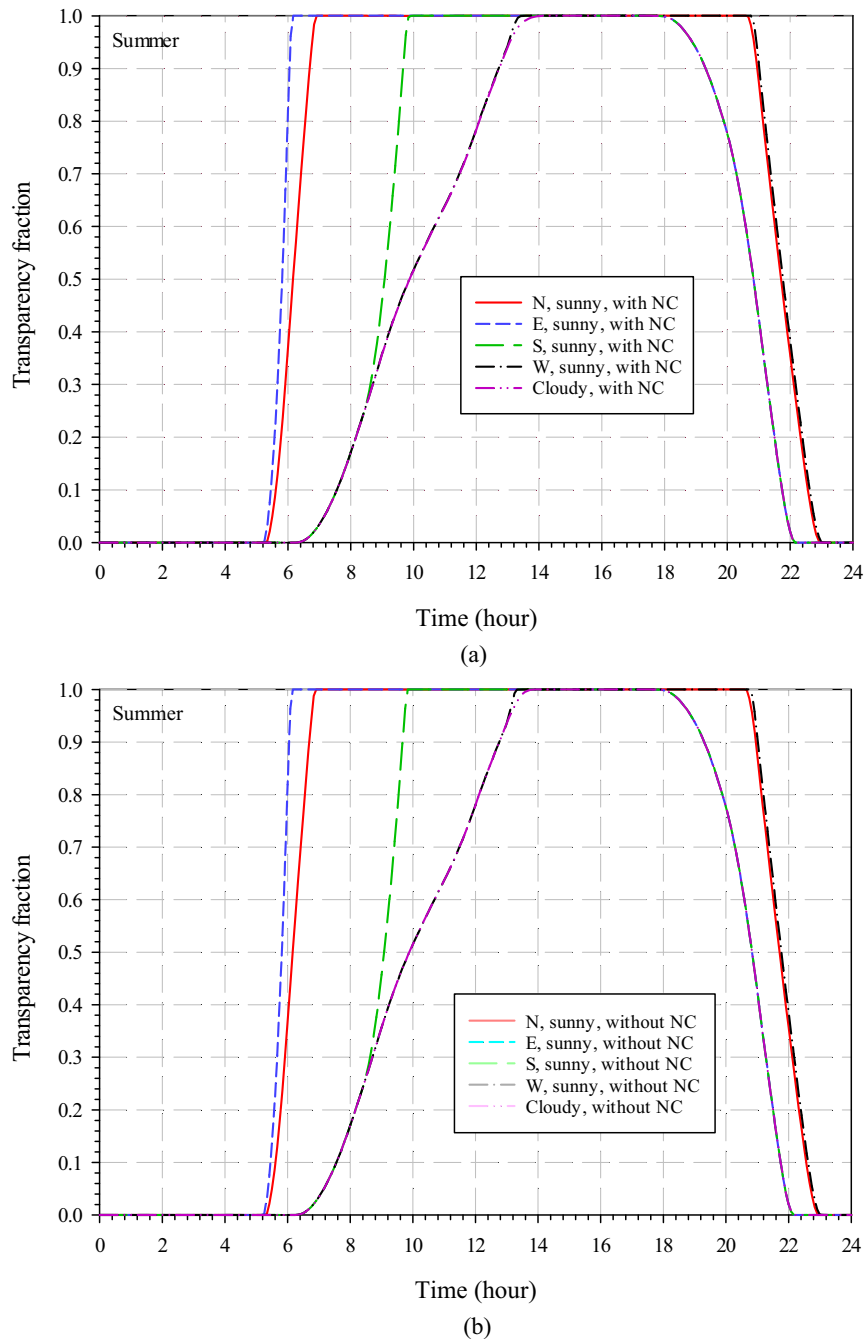 1.0
Summer
0.9
0.8
0.7
0.6
0.5
0.4
0.3
0.2
0.1
0.0
Transparency fraction
N, sunny, with NC
E, sunny, with NC
S, sunny, with NC
W, sunny, with NC
Cloudy, with NC
0 2 4 6 8 10 12 14 16 18 20 22 24
Time (hour)
(a)
1.0
Summer
0.9
0.8
0.7
0.6
0.5
0.4
0.3
0.2
0.1
0.0
Transparency fraction
N, sunny, without NC
E, sunny, without NC
S, sunny, without NC
W, sunny, without NC
Cloudy, without NC
0 2 4 6 8 10 12 14 16 18 20 22 24
Time (hour)
(b)